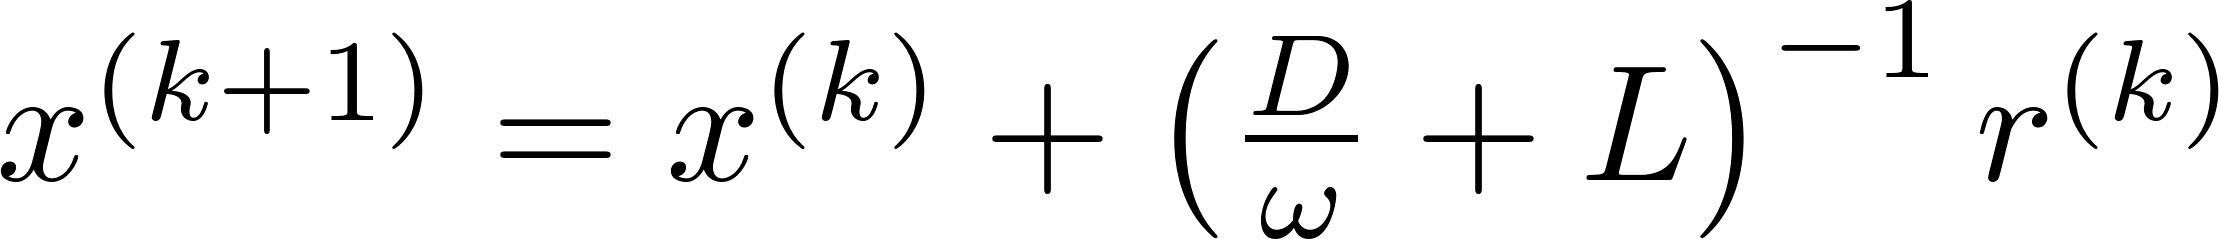 x^{(k+1)} = x^{(k)} + \left( \frac{D}{\omega} + L \right)^{-1} r^{(k)}